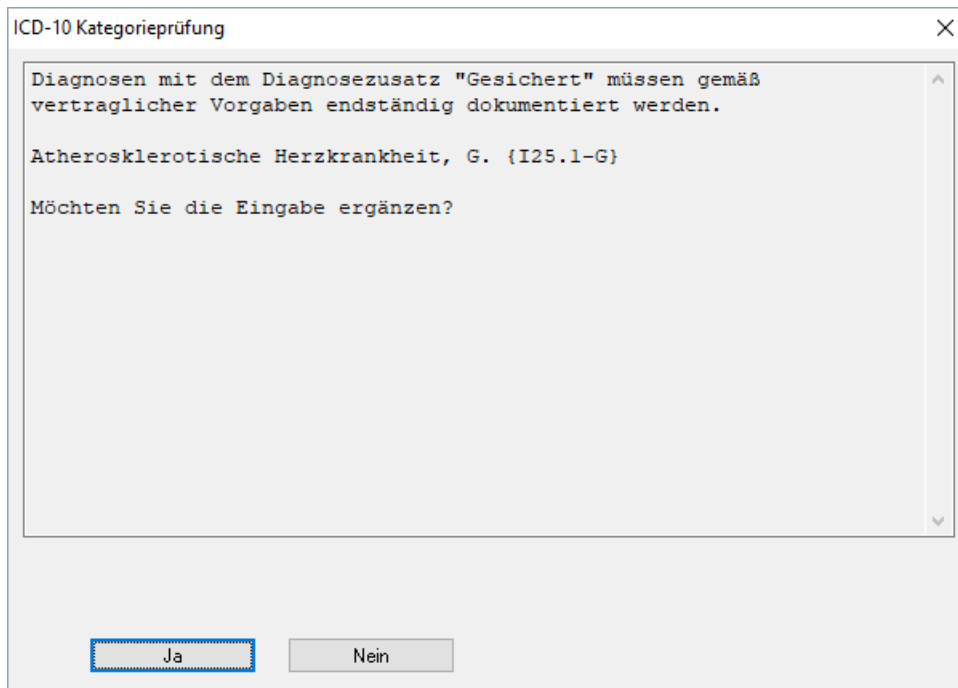 ICD-10 Kategorieprüfung
Diagnosen mit dem Diagnosezusatz "Gesichert" müssen gemäß
vertraglicher Vorgaben endständig dokumentiert werden.
Atherosklerotische Herzkrankheit, G. {I25.1-G}
Möchten Sie die Eingabe ergänzen?
Ja
Nein